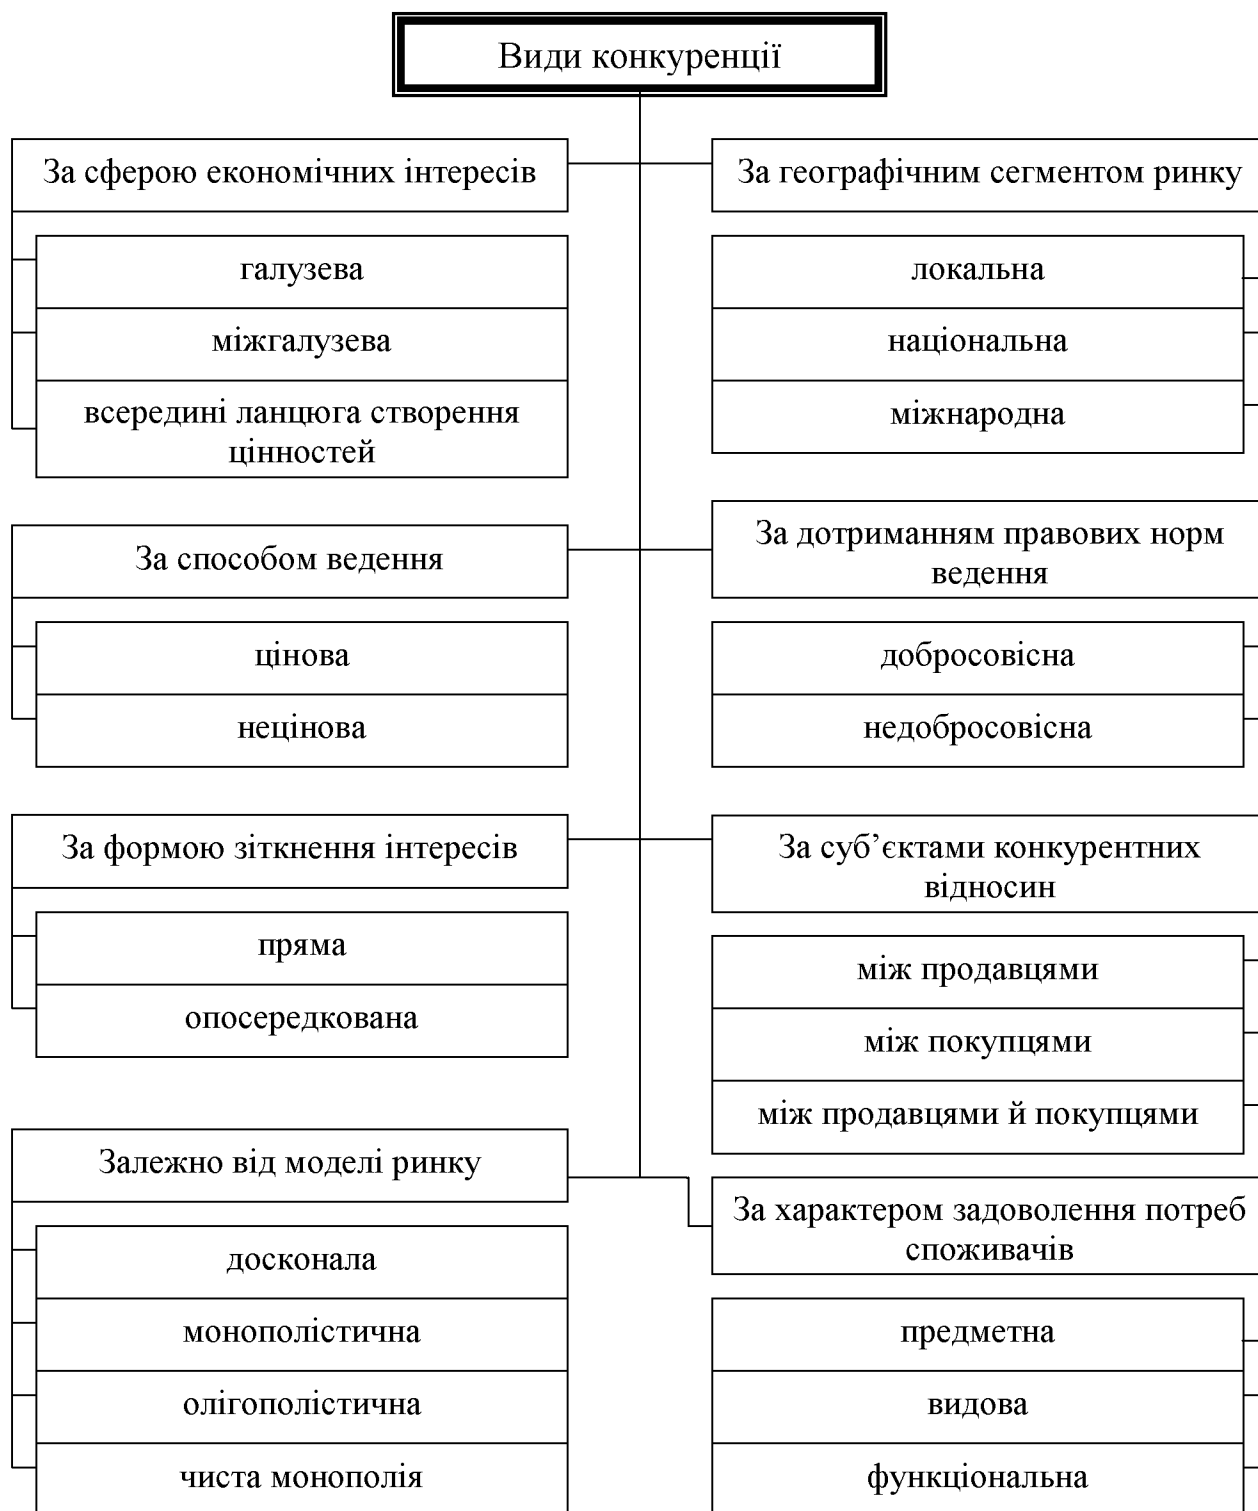 Види конкуренції
За сферою економічних інтересів
галузева
міжгалузева
всередині ланцюга створення
цінностей
За географічним сегментом ринку
локальна
національна
міжнародна
За способом ведення
цінова
нецінова
За дотриманням правових норм
ведення
добросовісна
недобросовісна
За формою зіткнення інтересів
пряма
опосередкована
За суб’єктами конкурентних
відносин
між продавцями
між покупцями
між продавцями й покупцями
Залежно від моделі ринку
досконала
монополістична
олігополістична
чиста монополія
За характером задоволення потреб
споживачів
предметна
видова
функціональна